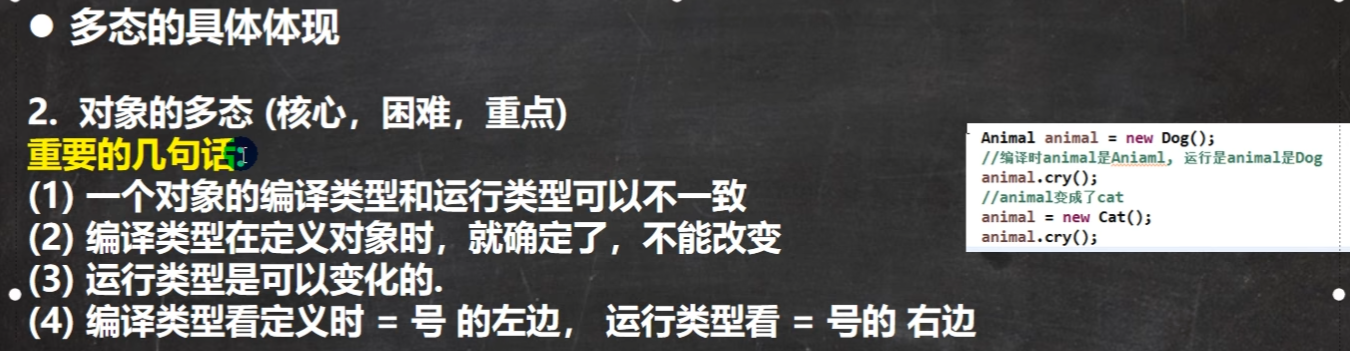 ● 多态的具体体现
2. 对象的多态 (核心，困难，重点)
重要的几句话:
(1) 一个对象的编译类型和运行类型可以不一致
(2) 编译类型在定义对象时，就确定了，不能改变
(3) 运行类型是可以变化的.
(4) 编译类型看定义时 = 号 的左边， 运行类型看 = 号的 右边
Animal animal = new Dog();
//编译时animal是Aniaml, 运行是animal是Dog
animal.cry();
//animal变成了cat
animal = new Cat();
animal.cry();